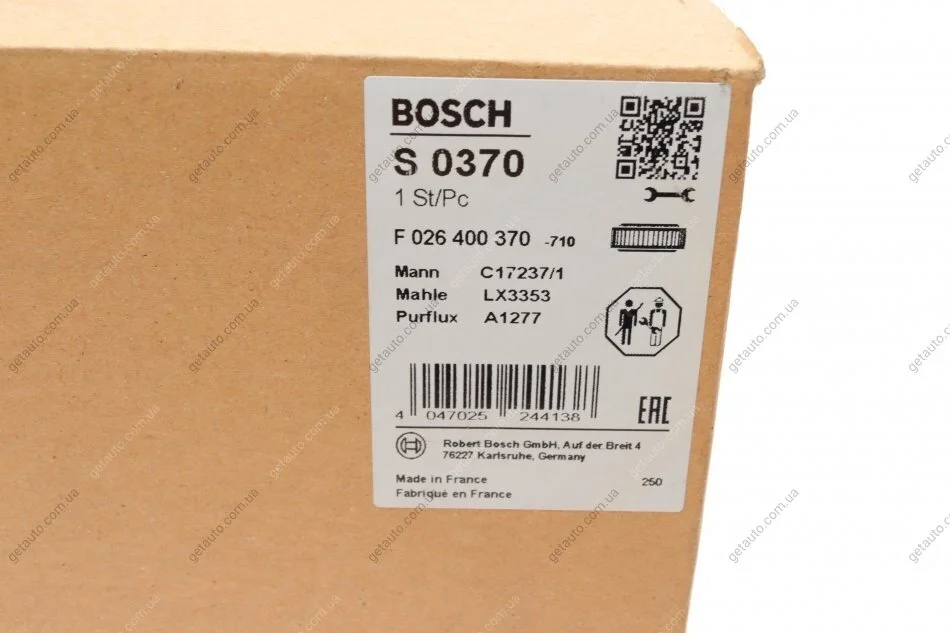 BOSCH
S 0370
1 St/Pc
F 026 400 370 -710
Mann C17237/1
Mahle LX3353
Purflux A1277
4 047025 244138
EAC
Robert Bosch GmbH, Auf der Breit 4
76227 Karlsruhe, Germany
Made in France
250
Fabriqué en France
getauto.com.ua